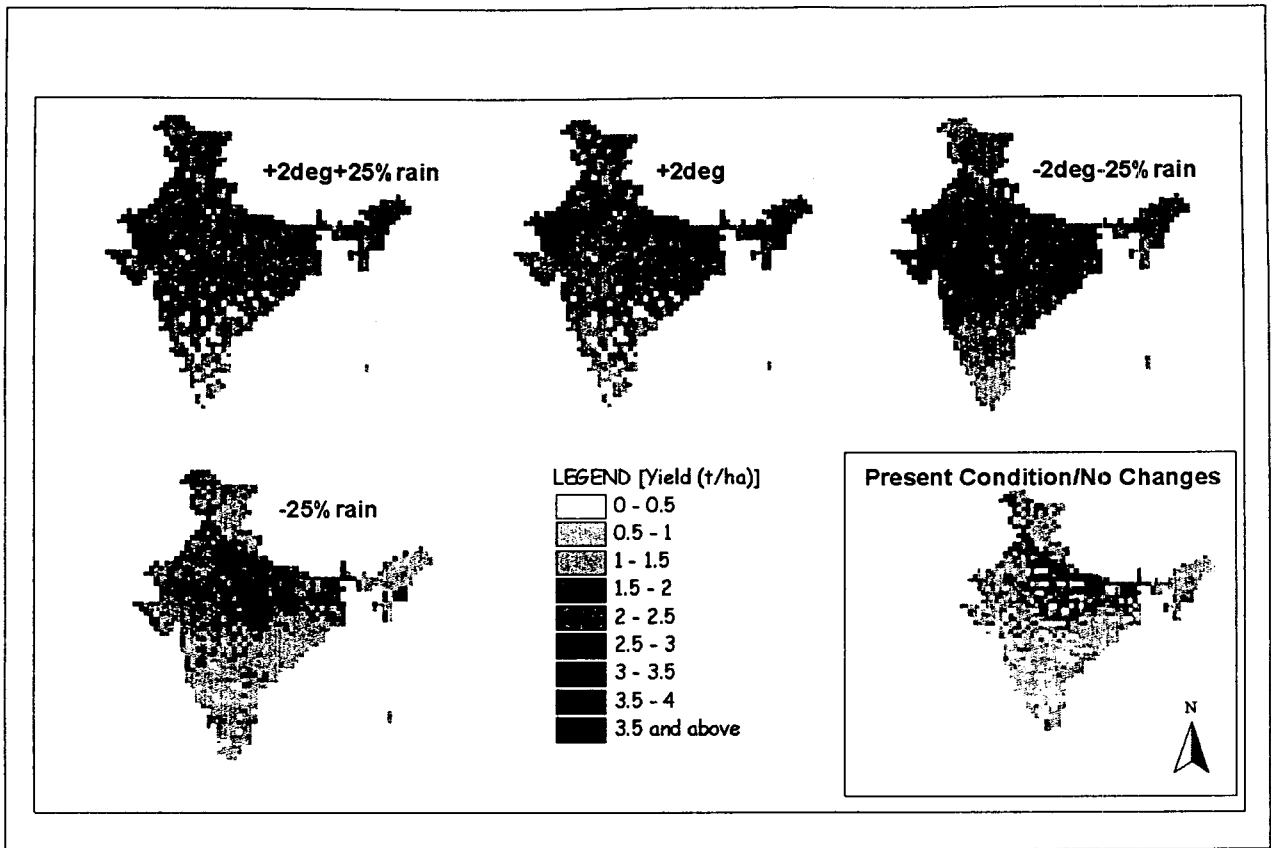 +2deg+25% rain
+2deg
-2deg-25% rain
-25% rain
LEGEND [Yield (t/ha)]
0 - 0.5
0.5 - 1
1 - 1.5
1.5 - 2
2 - 2.5
2.5 - 3
3 - 3.5
3.5 - 4
3.5 and above
Present Condition/No Changes
N